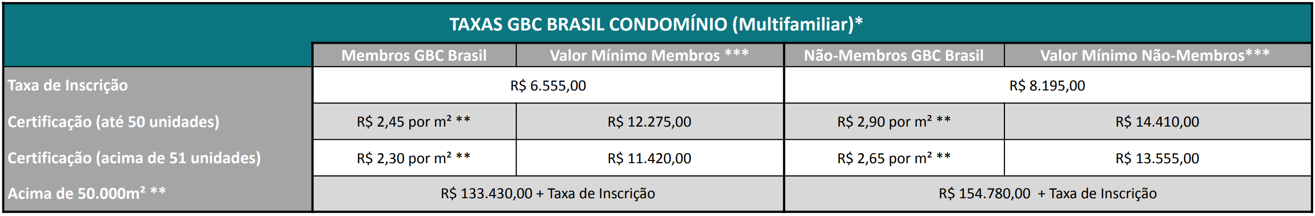 TAXAS GBC BRASIL CONDOMÍNIO (Multifamiliar)*
Membros GBC Brasil Valor Mínimo Membros *** Não-Membros GBC Brasil Valor Mínimo Não-Membros***
Taxa de Inscrição R$ 6.555,00 R$ 8.195,00
Certificação (até 50 unidades) R$ 2,45 por m² ** R$ 12.275,00 R$ 2,90 por m² ** R$ 14.410,00
Certificação (acima de 51 unidades) R$ 2,30 por m² ** R$ 11.420,00 R$ 2,65 por m² ** R$ 13.555,00
Acima de 50.000m² ** R$ 133.430,00 + Taxa de Inscrição R$ 154.780,00 + Taxa de Inscrição